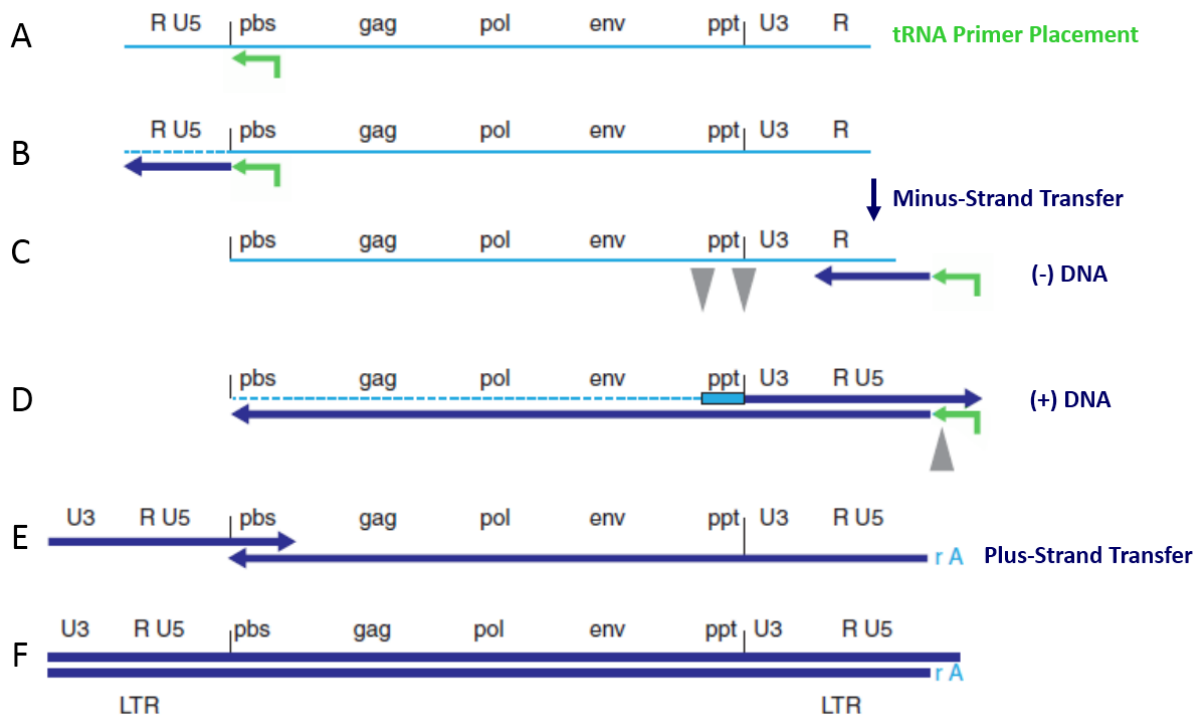 A R U5 pbs gag pol env ppt U3 R tRNA Primer Placement
B R U5 pbs gag pol env ppt U3 R
Minus-Strand Transfer
C pbs gag pol env ppt U3 R
(-) DNA
D pbs gag pol env ppt U3 R U5
(+) DNA
E U3 R U5 pbs gag pol env ppt U3 R U5
r A Plus-Strand Transfer
F U3 R U5 pbs gag pol env ppt U3 R U5
r A
LTR LTR